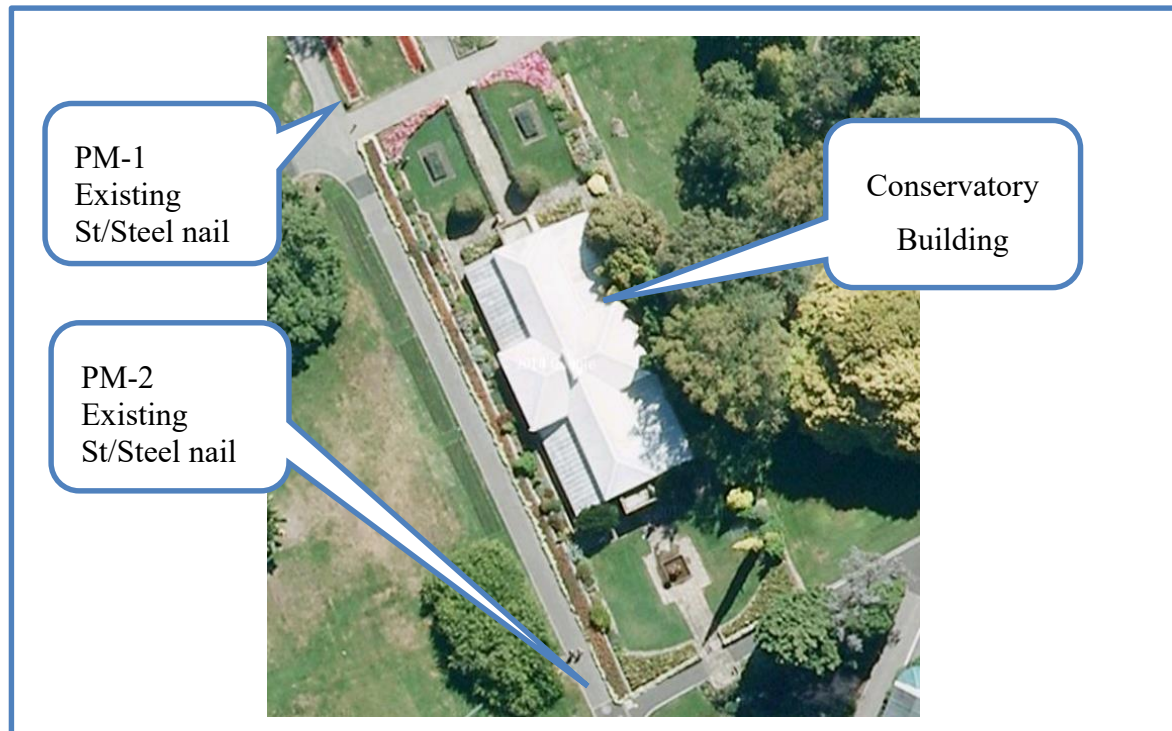 PM-1
Existing
St/Steel nail
Conservatory
Building
PM-2
Existing
St/Steel nail